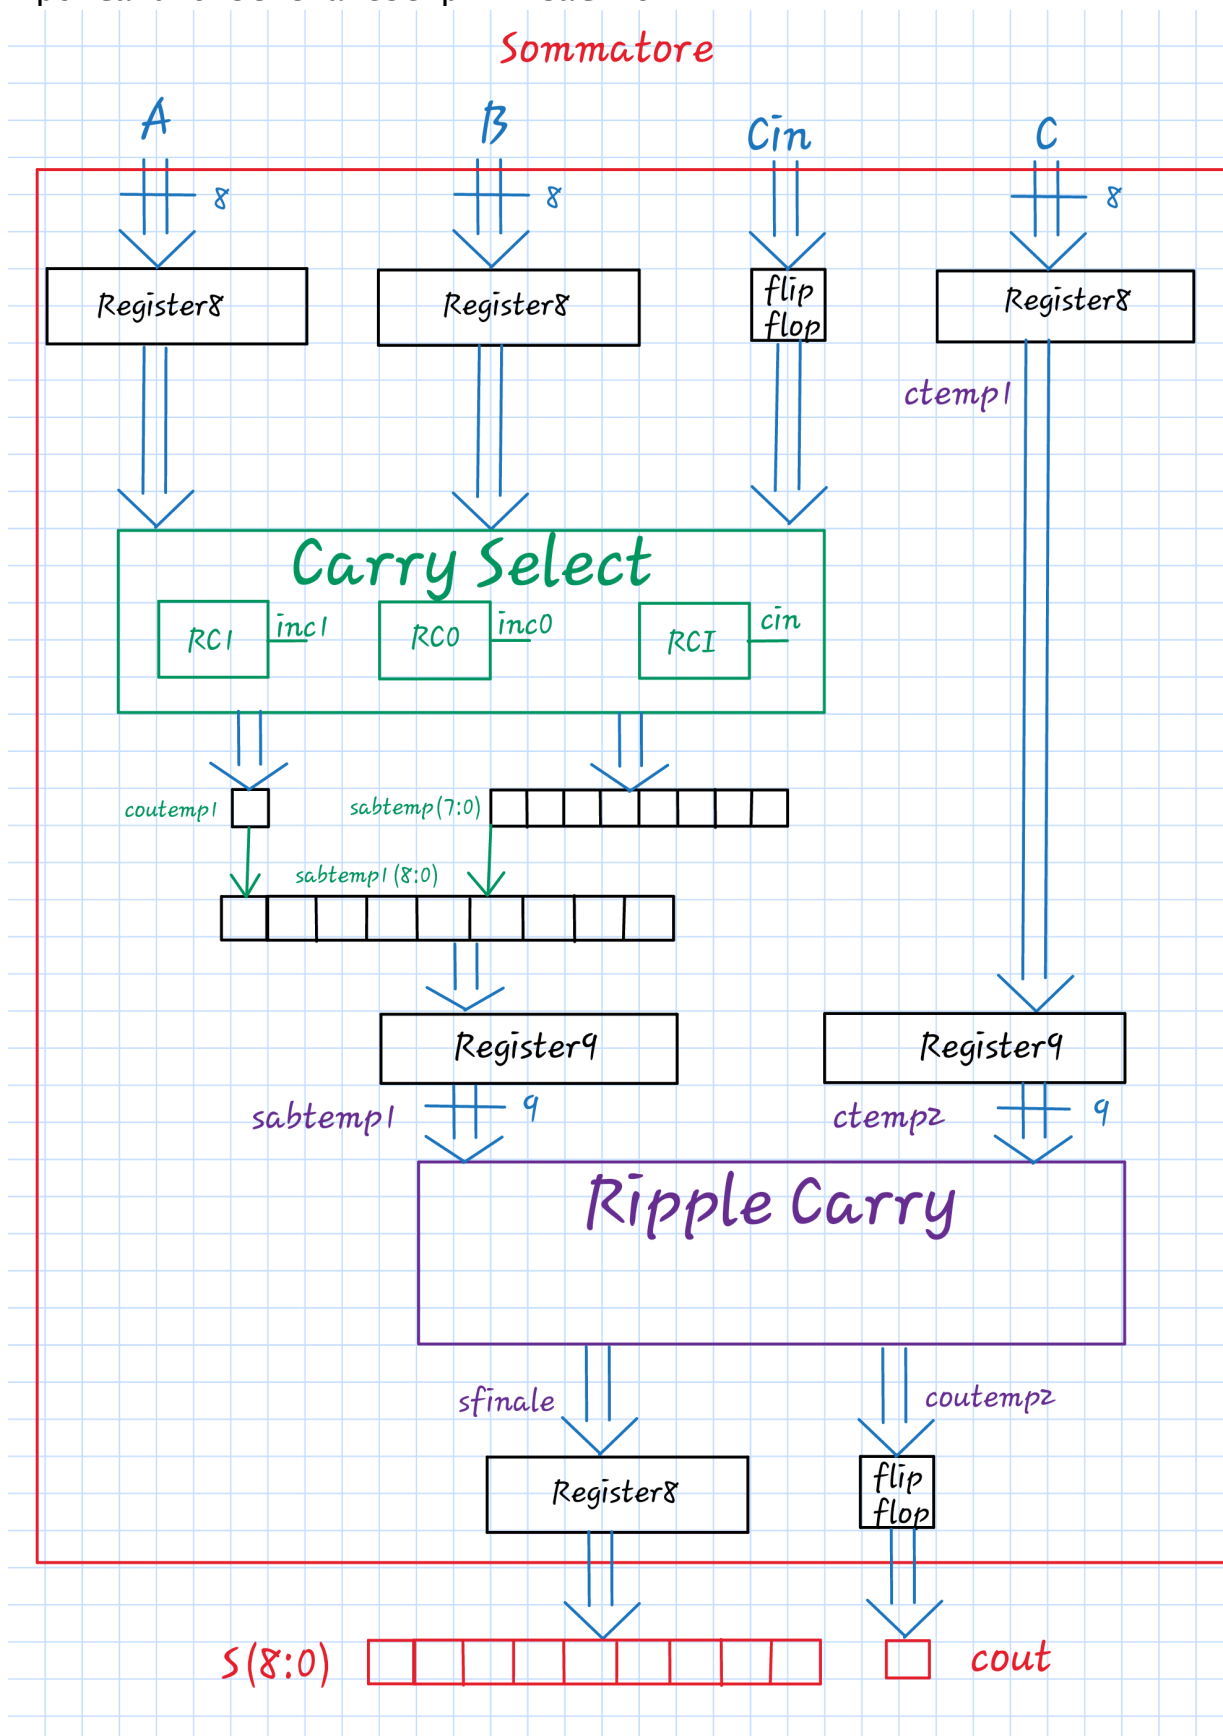 Sommatore
A B Cin C
8 8 8
Register8 Register8 flip flop Register8
ctemp1
Carry Select
RC1 inc1 RC0 inc0 RCI cin
coutemp1 sabtemp(7:0)
sabtemp1(8:0)
Register9 Register9
sabtemp1 9 ctemp2 9
Ripple Carry
sfinale coutemp2
Register8 flip flop
S(8:0) cout